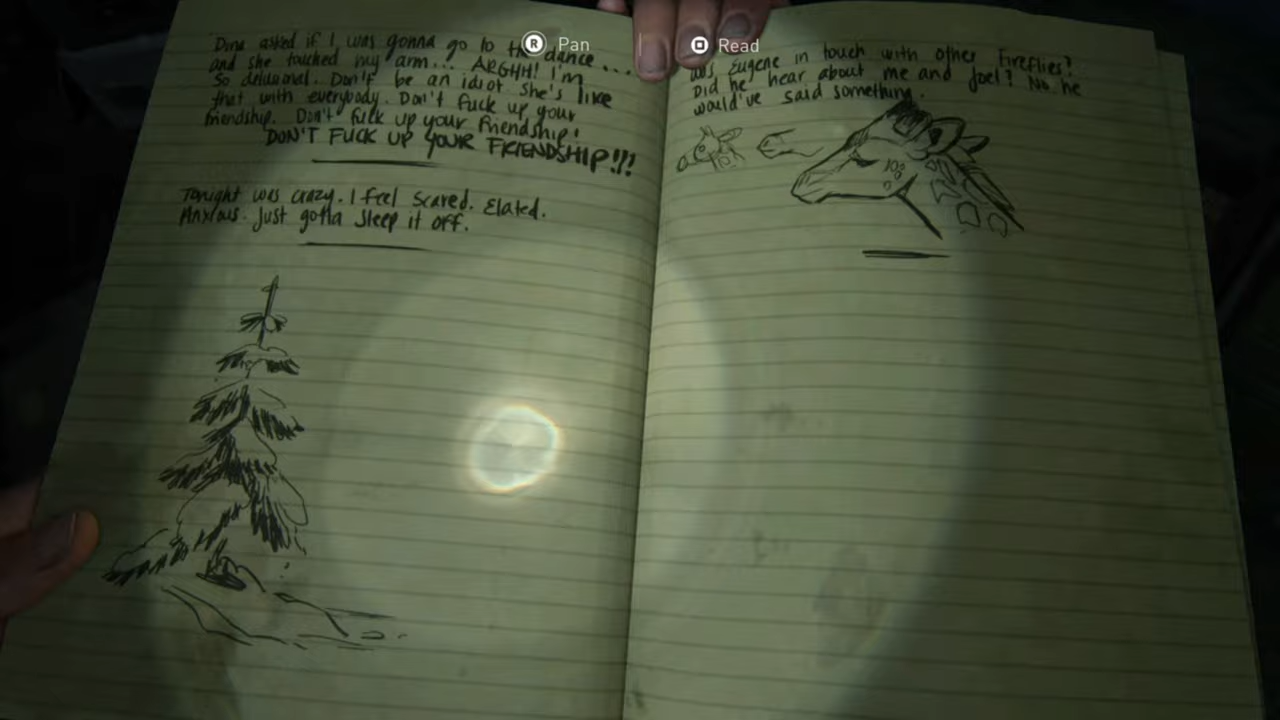 Dina asked if I was gonna go to the dance...
and she touched my arm... ARGHH! I'm
so delusional. Don't be an idiot she's like
that with everybody. Don't fuck up your
friendship. Don't fuck up your friendship!
DON'T FUCK UP YOUR FRIENDSHIP!!!
Tonight was crazy. I feel scared. Elated.
Anxious. Just gotta sleep it off.
R Pan
Read
Was Eugene in touch with other Fireflies?
Did he hear about me and Joel? No he
would've said something.